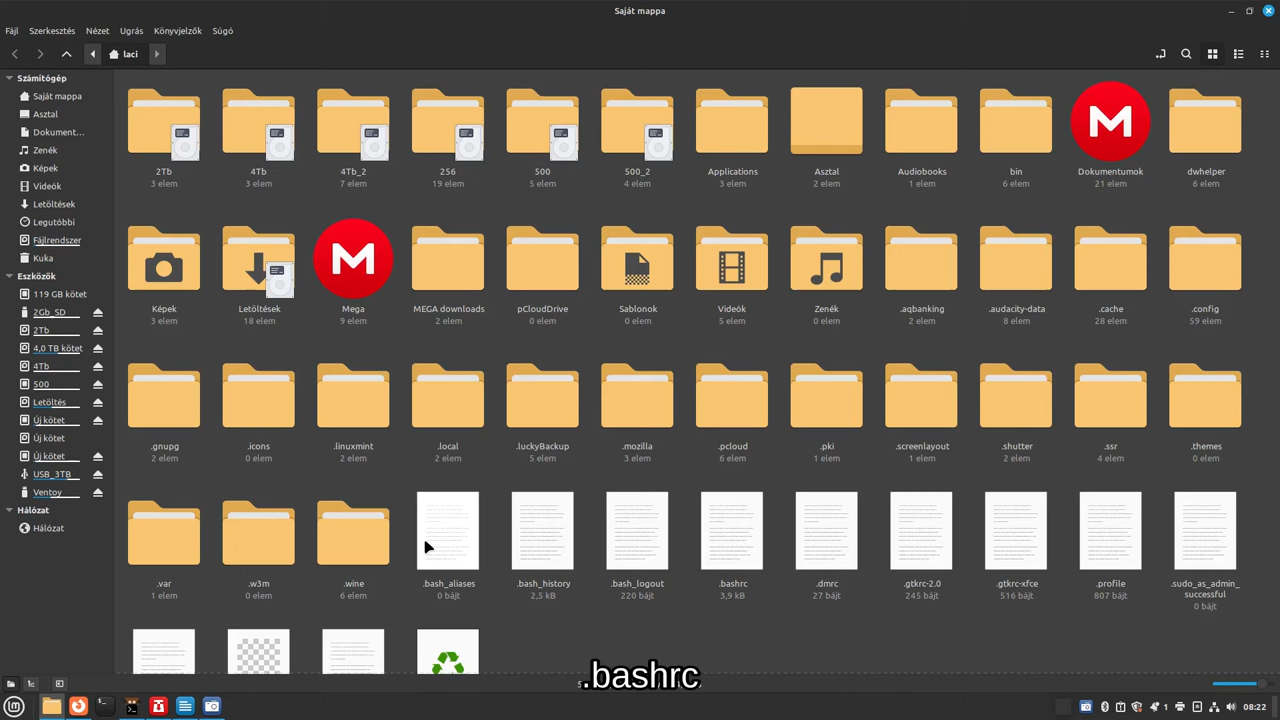 Saját mappa
Fájl Szerkesztés Nézet Ugrás Könyvjelzők Súgó
laci
Számítógép
Saját mappa
Asztal
Dokument...
Zenék
Képek
Videók
Letöltések
Legutóbbi
Fájlrendszer
Kuka
Eszközök
119 GB kötet
2Gb_SD
2Tb
4,0 TB kötet
4Tb
500
Letöltés
Új kötet
Új kötet
Új kötet
USB_3TB
Ventoy
Hálózat
Hálózat
2Tb 4Tb 4Tb_2 256 500 500_2 Applications Asztal Audiobooks bin Dokumentumok dwhelper
3 elem 3 elem 7 elem 19 elem 5 elem 4 elem 3 elem 2 elem 1 elem 6 elem 21 elem 6 elem
Képek Letöltések Mega MEGA downloads pCloudDrive Sablonok Videók Zenék .aqbanking .audacity-data .cache .config
3 elem 18 elem 9 elem 2 elem 0 elem 0 elem 5 elem 0 elem 2 elem 8 elem 28 elem 59 elem
.gnupg .icons .linuxmint .local .luckyBackup .mozilla .pcloud .pki .screenlayout .shutter .ssr .themes
2 elem 0 elem 2 elem 2 elem 5 elem 3 elem 6 elem 1 elem 1 elem 2 elem 4 elem 0 elem
.var .w3m .wine .bash_aliases .bash_history .bash_logout .bashrc .dmrc .gtkrc-2.0 .gtkrc-xfce .profile .sudo_as_admin_
successful
1 elem 0 elem 6 elem 0 bájt 2,5 kB 220 bájt 3,9 kB 27 bájt 245 bájt 516 bájt 807 bájt 0 bájt
.bashrc
1 08:22